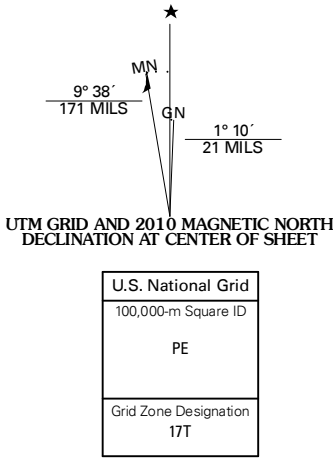 ★
MN
GN
9° 38´
171 MILS
1° 10´
21 MILS
UTM GRID AND 2010 MAGNETIC NORTH
DECLINATION AT CENTER OF SHEET
U.S. National Grid
100,000-m Square ID
PE
Grid Zone Designation
17T